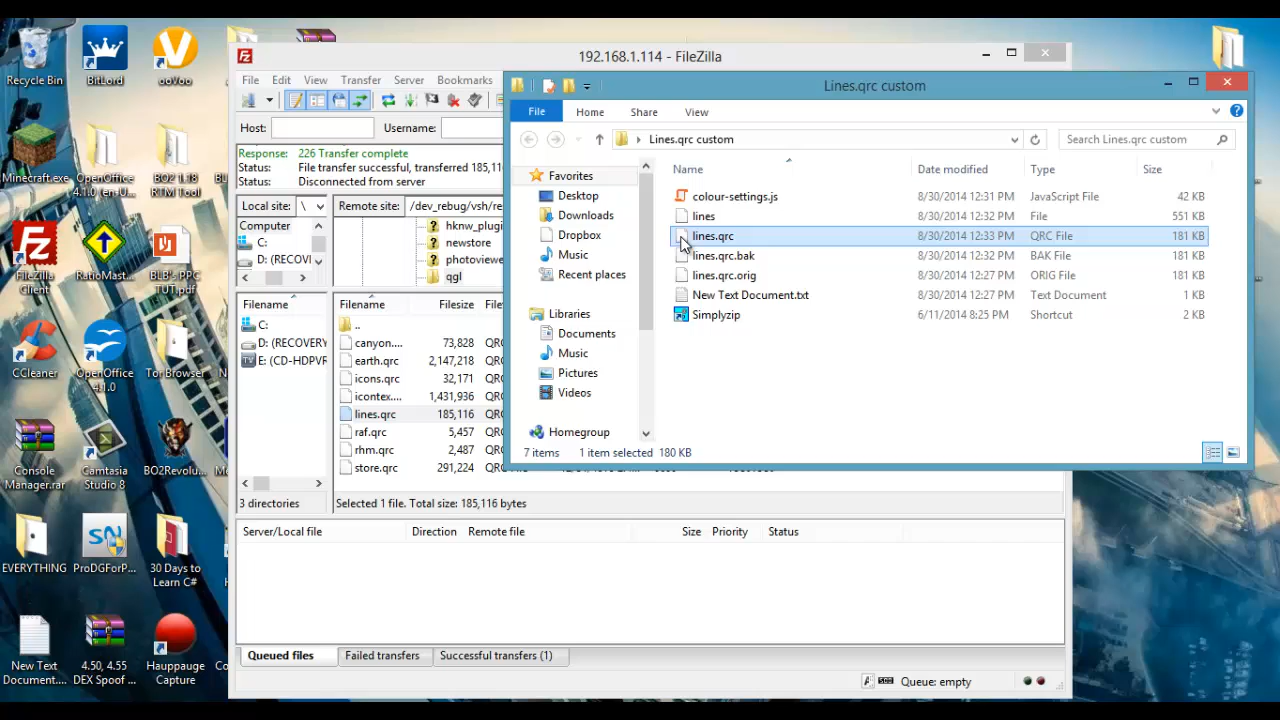 192.168.1.114 - FileZilla
File Edit View Transfer Server Bookmarks
Host: Username:
Response: 226 Transfer complete
Status: File transfer successful, transferred 185,11
Status: Disconnected from server
Local site: \ Remote site: /dev_rebug/vsh/re
Computer
C:
D: (RECOVI
hknw_plugi
newstore
photoviewe
qgl
Filename
C:
D: (RECOVERY
E: (CD-HDPVR
3 directories
Filename Filesize
..
canyon.... 73,828 QRC
earth.qrc 2,147,218 QRC
icons.qrc 32,171 QRC
icontex.... 1,431,936 QRC
lines.qrc 185,116 QRC
raf.qrc 5,457 QRC
rhm.qrc 2,487 QRC
store.qrc 291,224
Selected 1 file. Total size: 185,116 bytes
Server/Local file Direction Remote file Size Priority Status
Queued files Failed transfers Successful transfers (1)
Queue: empty
Lines.qrc custom
File Home Share View
Lines.qrc custom
Search Lines.qrc custom
Favorites
Desktop
Downloads
Dropbox
Music
Recent places
Libraries
Documents
Music
Pictures
Videos
Homegroup
Name Date modified Type Size
colour-settings.js 8/30/2014 12:31 PM JavaScript File 42 KB
lines 8/30/2014 12:32 PM File 551 KB
lines.qrc 8/30/2014 12:33 PM QRC File 181 KB
lines.qrc.bak 8/30/2014 12:32 PM BAK File 181 KB
lines.qrc.orig 8/30/2014 12:27 PM ORIG File 181 KB
New Text Document.txt 8/30/2014 12:27 PM Text Document 1 KB
Simplyzip 6/11/2014 8:25 PM Shortcut 2 KB
7 items 1 item selected 180 KB
Recycle Bin BitLord ooVoo
Minecraft.exe OpenOffice
4.1.0 (en-U... BO2 1.18
RTM Tool
FileZilla
Client RatioMast... BLB's PPC
TUT.pdf
CCleaner OpenOffice
4.1.0 Tor Browser
Console
Manager.rar Camtasia
Studio 8 BO2Revolu...
EVERYTHING ProDGForP... 30 Days to
Learn C#
New Text
Document.... 4.50, 4.55
DEX Spoof ... Hauppauge
Capture